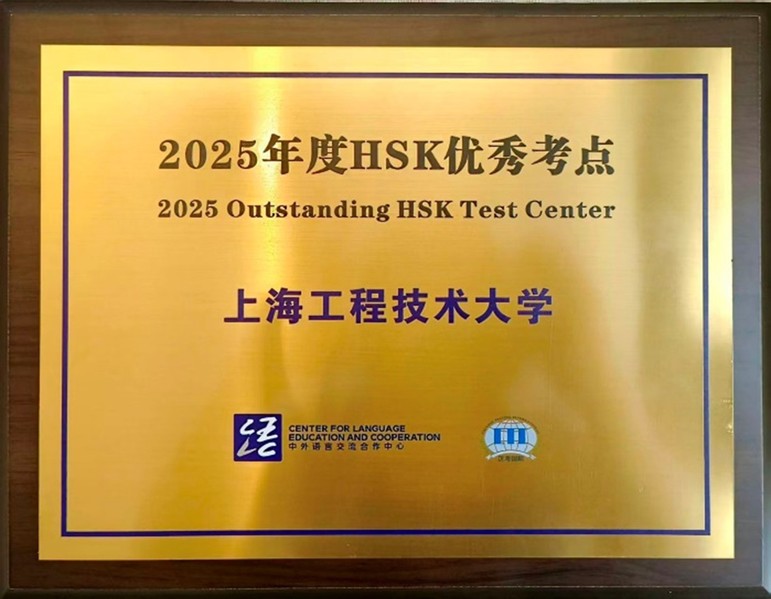 2025年度HSK优秀考点
2025 Outstanding HSK Test Center
上海工程技术大学
CENTER FOR LANGUAGE
EDUCATION AND COOPERATION
中外语言交流合作中心